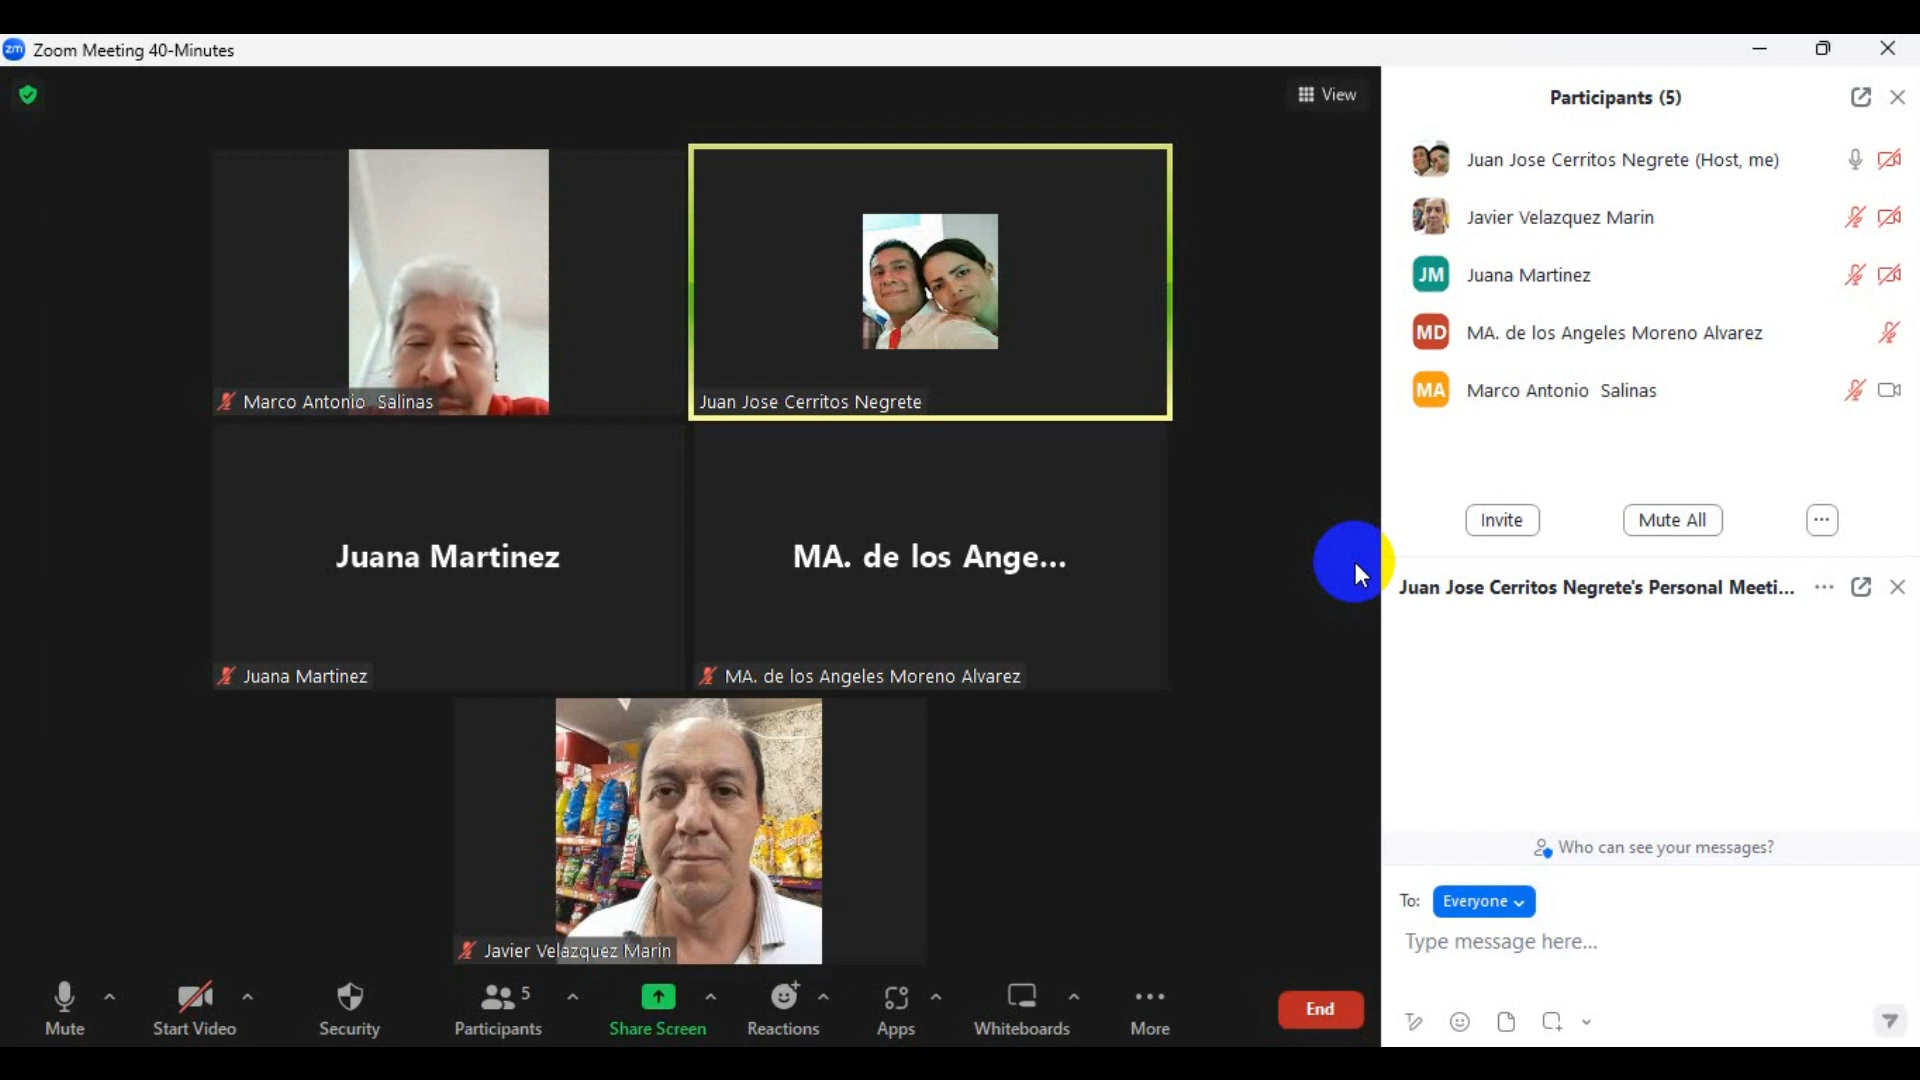 zm Zoom Meeting 40-Minutes
View
Marco Antonio Salinas
Juan Jose Cerritos Negrete
Juana Martinez
MA. de los Ange...
Juana Martinez
MA. de los Angeles Moreno Alvarez
Javier Velazquez Marin
Mute
Start Video
Security
5
Participants
Share Screen
Reactions
Apps
Whiteboards
More
End
Participants (5)
Juan Jose Cerritos Negrete (Host, me)
Javier Velazquez Marin
JM Juana Martinez
MD MA. de los Angeles Moreno Alvarez
MA Marco Antonio Salinas
Invite
Mute All
Juan Jose Cerritos Negrete's Personal Meeti...
Who can see your messages?
To: Everyone
Type message here...